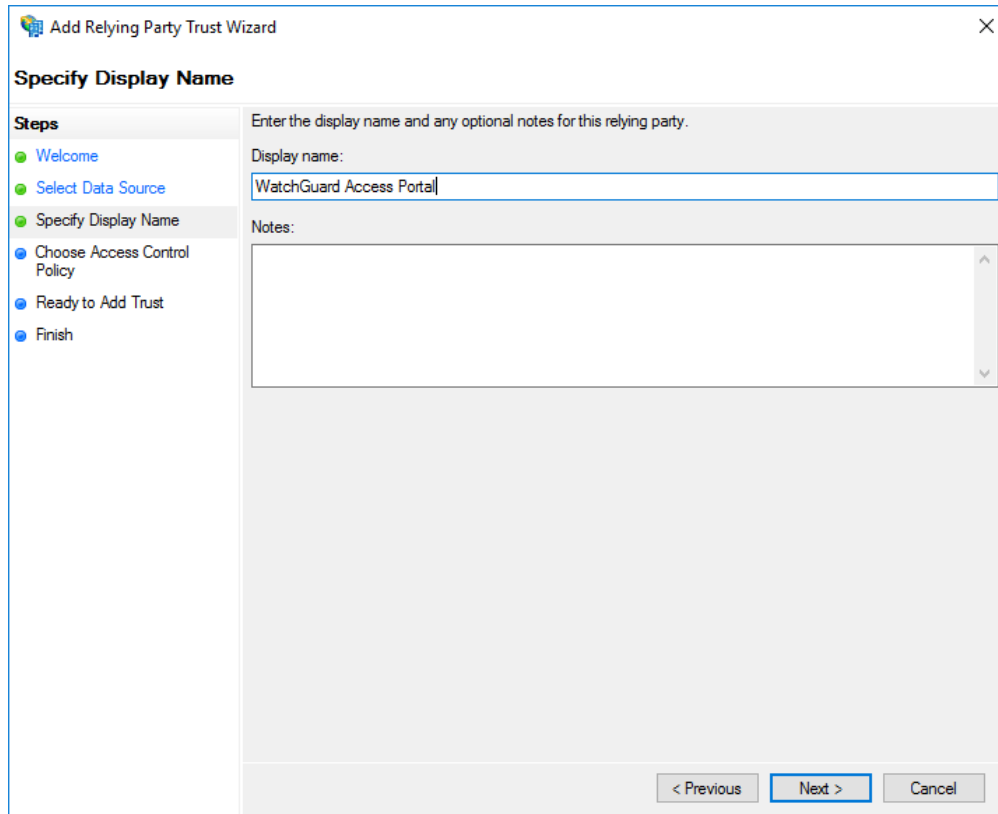 Add Relying Party Trust Wizard
Specify Display Name
Steps
Welcome
Select Data Source
Specify Display Name
Choose Access Control
Policy
Ready to Add Trust
Finish
Enter the display name and any optional notes for this relying party.
Display name:
WatchGuard Access Portal
Notes:
< Previous
Next >
Cancel